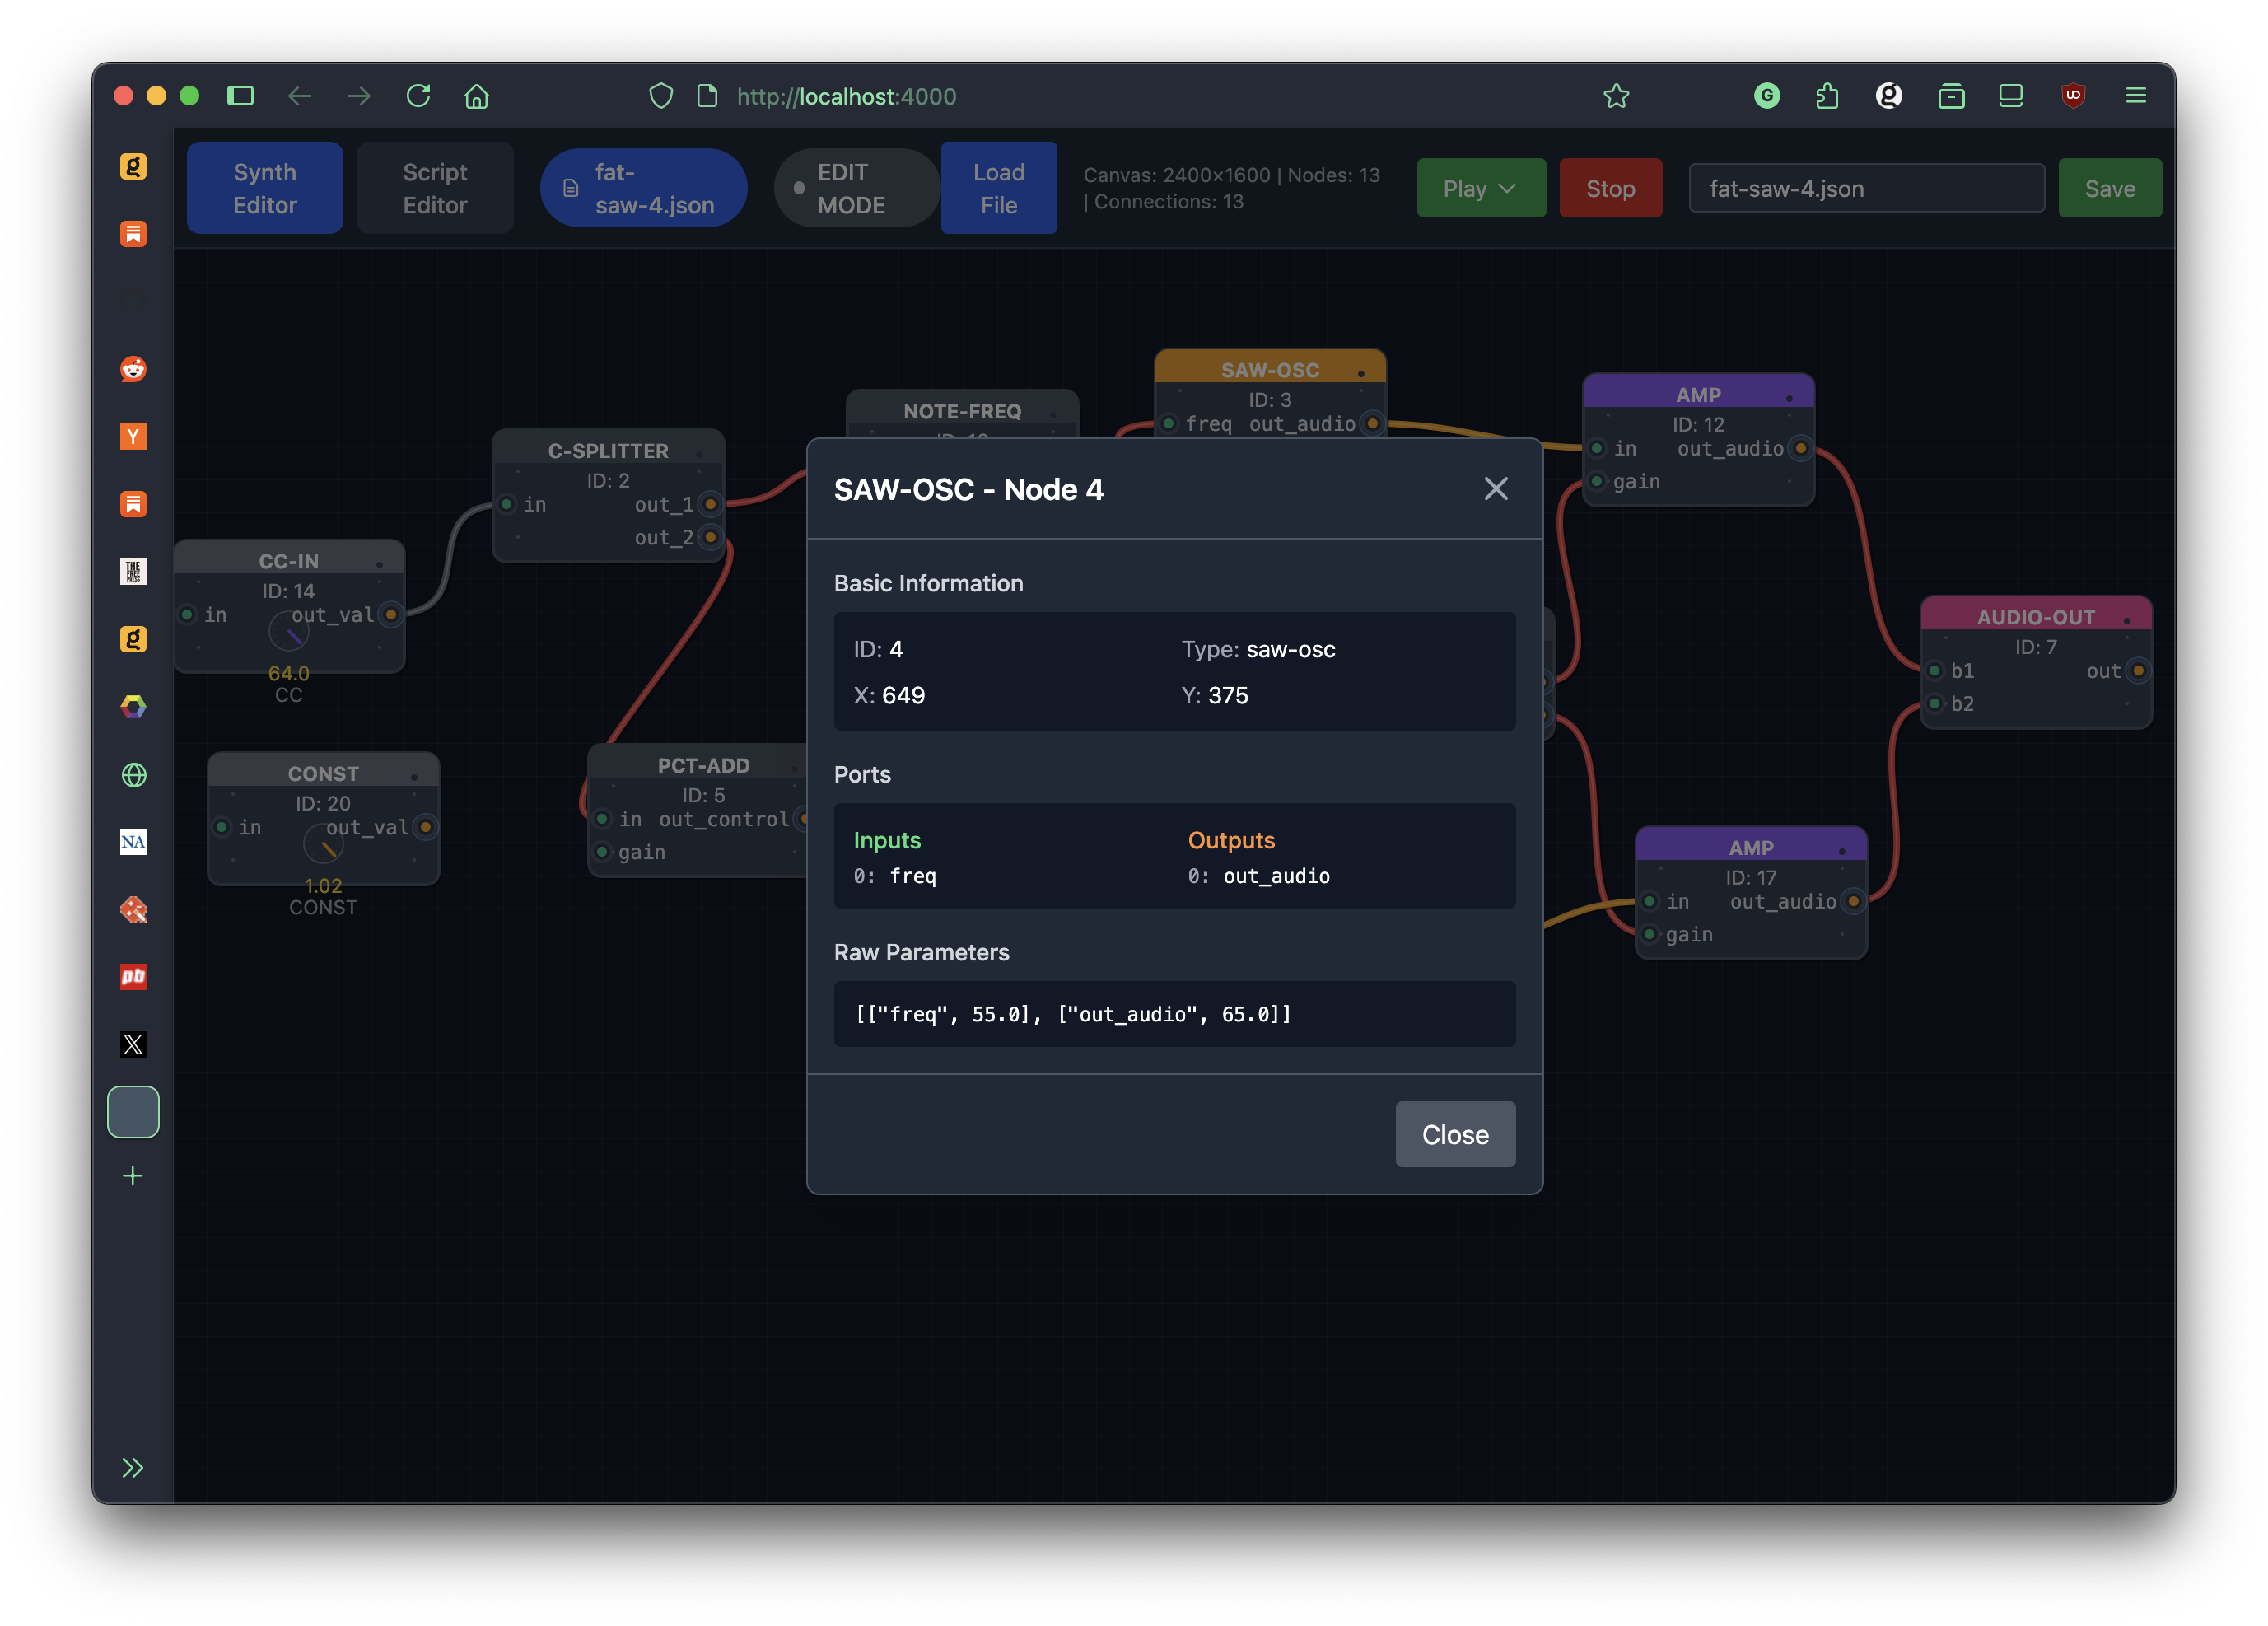 http://localhost:4000
Synth
Editor
Script
Editor
fat-
saw-4.json
EDIT
MODE
Load
File
Canvas: 2400×1600 | Nodes: 13
| Connections: 13
Play
Stop
fat-saw-4.json
Save
SAW-OSC
ID: 3
freq out_audio
NOTE-FREQ
AMP
ID: 12
in out_audio
gain
C-SPLITTER
ID: 2
in out_1
out_2
CC-IN
ID: 14
in out_val
64.0
CC
CONST
ID: 20
in out_val
1.02
CONST
PCT-ADD
ID: 5
in out_control
gain
SAW-OSC - Node 4
Basic Information
ID: 4 Type: saw-osc
X: 649 Y: 375
Ports
Inputs Outputs
0: freq 0: out_audio
Raw Parameters
[["freq", 55.0], ["out_audio", 65.0]]
Close
AUDIO-OUT
ID: 7
b1 out
b2
AMP
ID: 17
in out_audio
gain
g
Y
THE
FREE
PRESS
g
NA
pb
X
G
g
uo